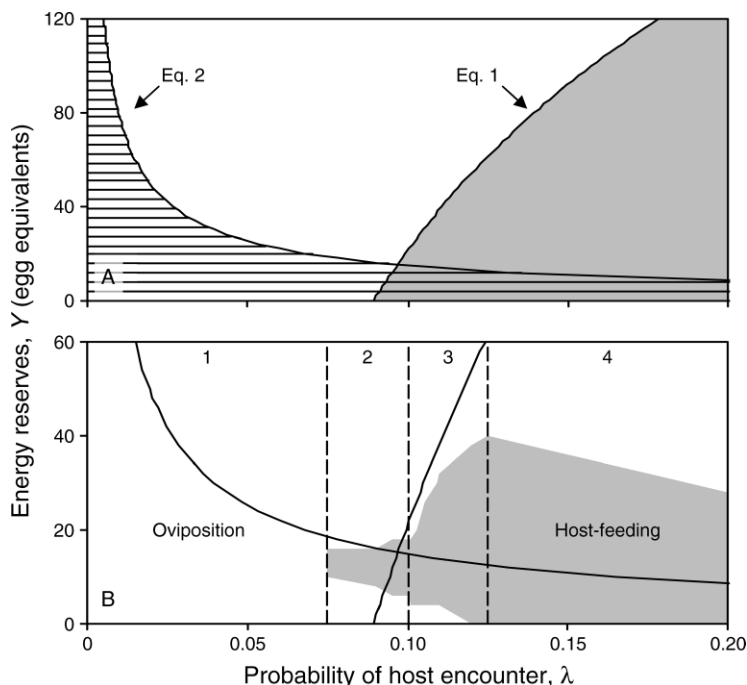 120
80
40
0
Eq. 2
Eq. 1
A
Energy reserves, Y (egg equivalents)
60
40
20
0
1
2
3
4
Oviposition
Host-feeding
B
0
0.05
0.10
0.15
0.20
Probability of host encounter, λ